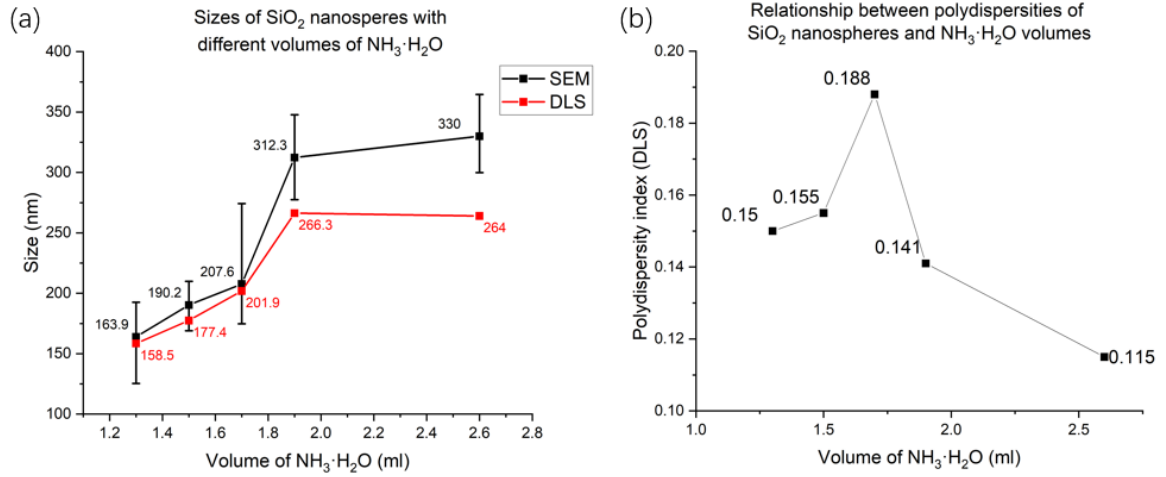 (a)
Sizes of SiO₂ nanosperes with
different volumes of NH₃·H₂O
400
350
300
250
200
150
100
Size (nm)
SEM
DLS
163.9
190.2
207.6
312.3
330
158.5
177.4
201.9
266.3
264
1.2 1.4 1.6 1.8 2.0 2.2 2.4 2.6 2.8
Volume of NH₃·H₂O (ml)
(b)
Relationship between polydispersities of
SiO₂ nanospheres and NH₃·H₂O volumes
0.20
0.18
0.16
0.14
0.12
0.10
Polydispersity index (DLS)
0.15
0.155
0.188
0.141
0.115
1.0 1.5 2.0 2.5
Volume of NH₃·H₂O (ml)